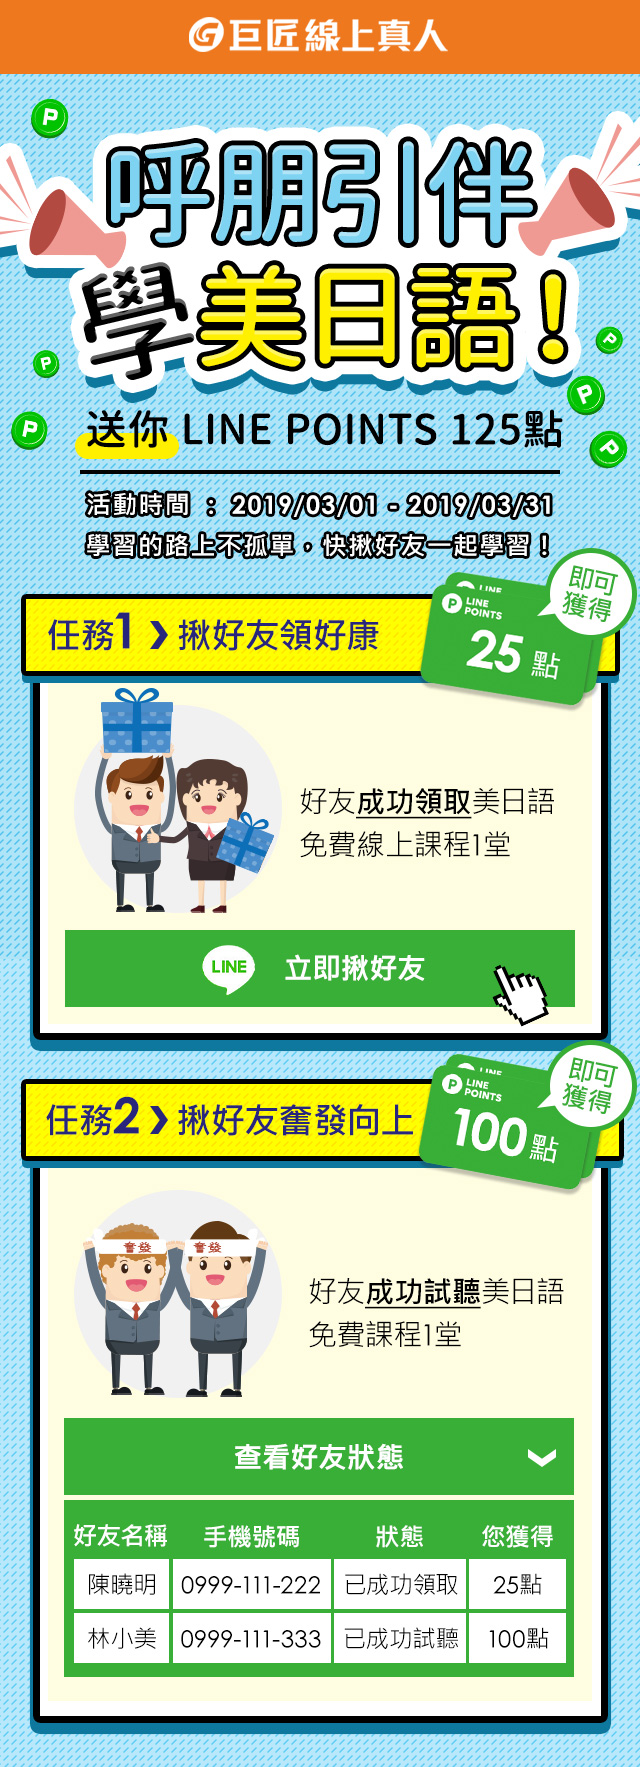 巨匠線上真人
呼朋引伴
學美日語!
送你 LINE POINTS 125點
活動時間 : 2019/03/01 - 2019/03/31
學習的路上不孤單,快揪好友一起學習!
任務1 揪好友領好康
LINE
LINE POINTS
25 點
即可
獲得
好友成功領取美日語
免費線上課程1堂
LINE 立即揪好友
任務2 揪好友奮發向上
LINE
LINE POINTS
100點
即可
獲得
奮發 奮發
好友成功試聽美日語
免費課程1堂
查看好友狀態
好友名稱 手機號碼 狀態 您獲得
陳曉明 0999-111-222 已成功領取 25點
林小美 0999-111-333 已成功試聽 100點